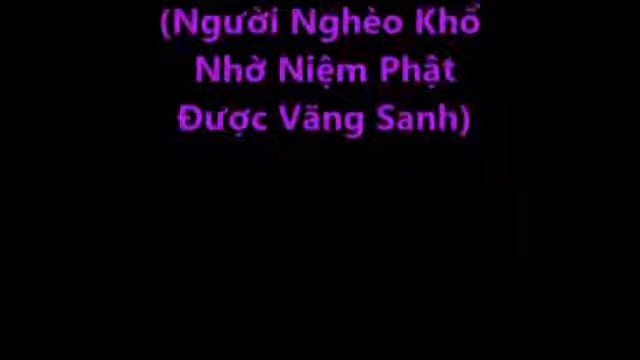 (Người Nghèo Khổ
Nhờ Niệm Phật
Được Vãng Sanh)